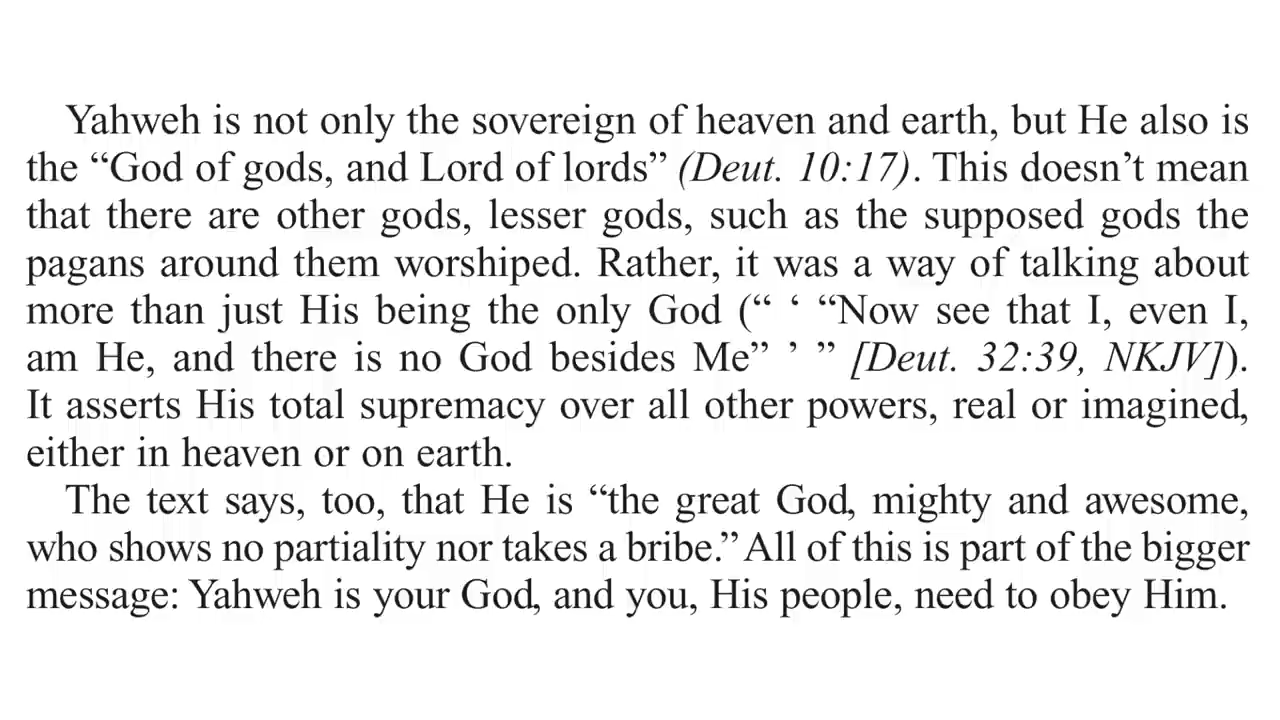 Yahweh is not only the sovereign of heaven and earth, but He also is
the “God of gods, and Lord of lords” (Deut. 10:17). This doesn’t mean
that there are other gods, lesser gods, such as the supposed gods the
pagans around them worshiped. Rather, it was a way of talking about
more than just His being the only God (“ ‘ “Now see that I, even I,
am He, and there is no God besides Me” ’ ” [Deut. 32:39, NKJV]).
It asserts His total supremacy over all other powers, real or imagined,
either in heaven or on earth.
The text says, too, that He is “the great God, mighty and awesome,
who shows no partiality nor takes a bribe.” All of this is part of the bigger
message: Yahweh is your God, and you, His people, need to obey Him.